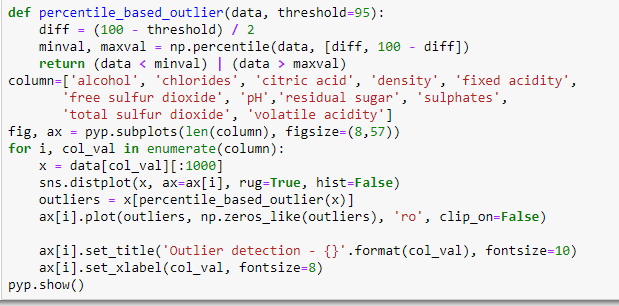 def percentile_based_outlier(data, threshold=95):
    diff = (100 - threshold) / 2
    minval, maxval = np.percentile(data, [diff, 100 - diff])
    return (data < minval) | (data > maxval)
column=['alcohol', 'chlorides', 'citric acid', 'density', 'fixed acidity',
       'free sulfur dioxide', 'pH','residual sugar', 'sulphates',
       'total sulfur dioxide', 'volatile acidity']
fig, ax = pyp.subplots(len(column), figsize=(8,57))
for i, col_val in enumerate(column):
    x = data[col_val][:1000]
    sns.distplot(x, ax=ax[i], rug=True, hist=False)
    outliers = x[percentile_based_outlier(x)]
    ax[i].plot(outliers, np.zeros_like(outliers), 'ro', clip_on=False)

    ax[i].set_title('Outlier detection - {}'.format(col_val), fontsize=10)
    ax[i].set_xlabel(col_val, fontsize=8)
pyp.show()